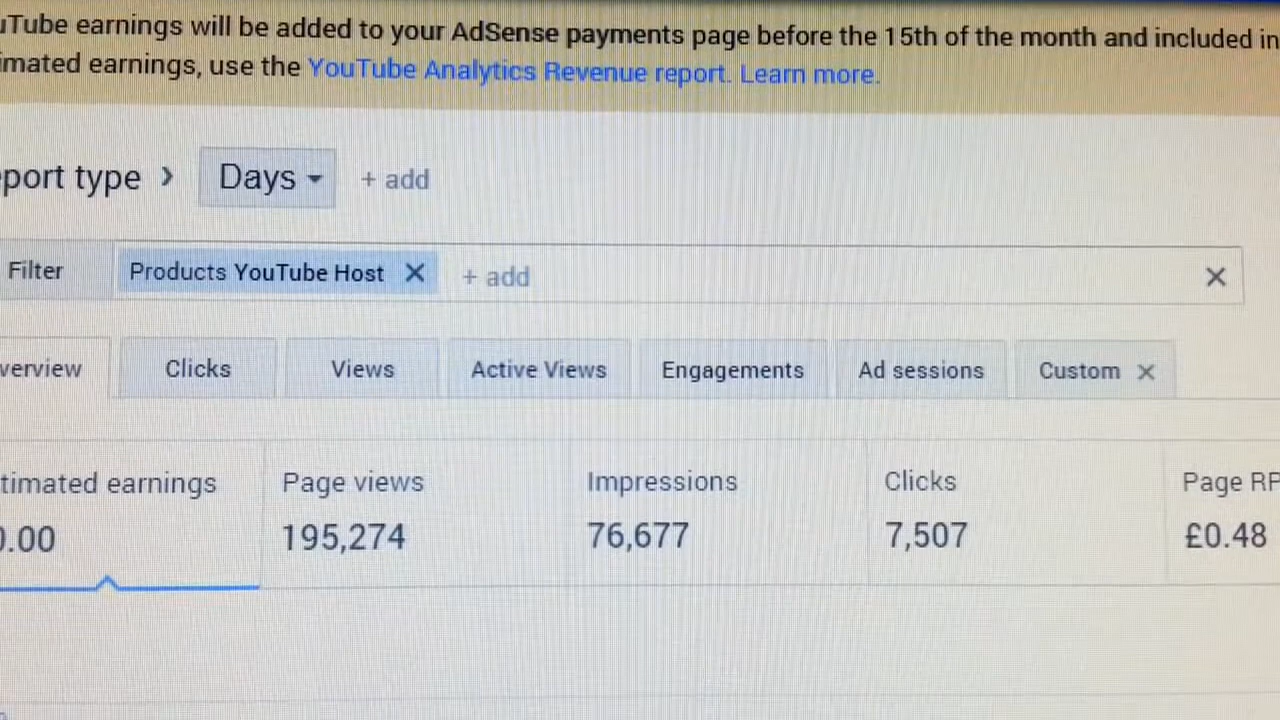 uTube earnings will be added to your AdSense payments page before the 15th of the month and included in
imated earnings, use the YouTube Analytics Revenue report. Learn more.
port type › Days + add
Filter Products YouTube Host × + add ×
verview Clicks Views Active Views Engagements Ad sessions Custom ×
timated earnings Page views Impressions Clicks Page RP
0.00 195,274 76,677 7,507 £0.48